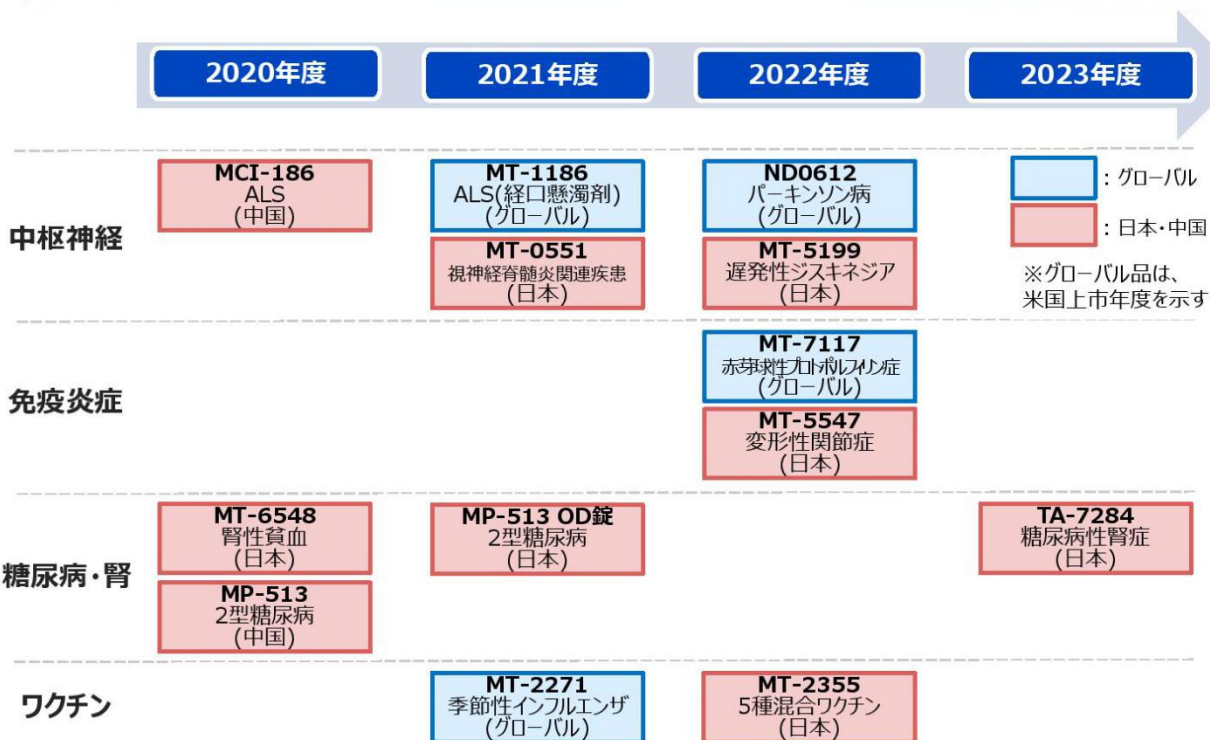 2020年度
2021年度
2022年度
2023年度
中枢神経
MCI-186
ALS
(中国)
MT-1186
ALS(経口懸濁剤)
(グローバル)
MT-0551
視神経脊髄炎関連疾患
(日本)
ND0612
パーキンソン病
(グローバル)
MT-5199
遅発性ジスキネジア
(日本)
：グローバル
：日本・中国
※グローバル品は、
米国上市年度を示す
免疫炎症
MT-7117
赤芽球性プロトポルフィリン症
(グローバル)
MT-5547
変形性関節症
(日本)
糖尿病・腎
MT-6548
腎性貧血
(日本)
MP-513
2型糖尿病
(中国)
MP-513 OD錠
2型糖尿病
(日本)
TA-7284
糖尿病性腎症
(日本)
ワクチン
MT-2271
季節性インフルエンザ
(グローバル)
MT-2355
5種混合ワクチン
(日本)